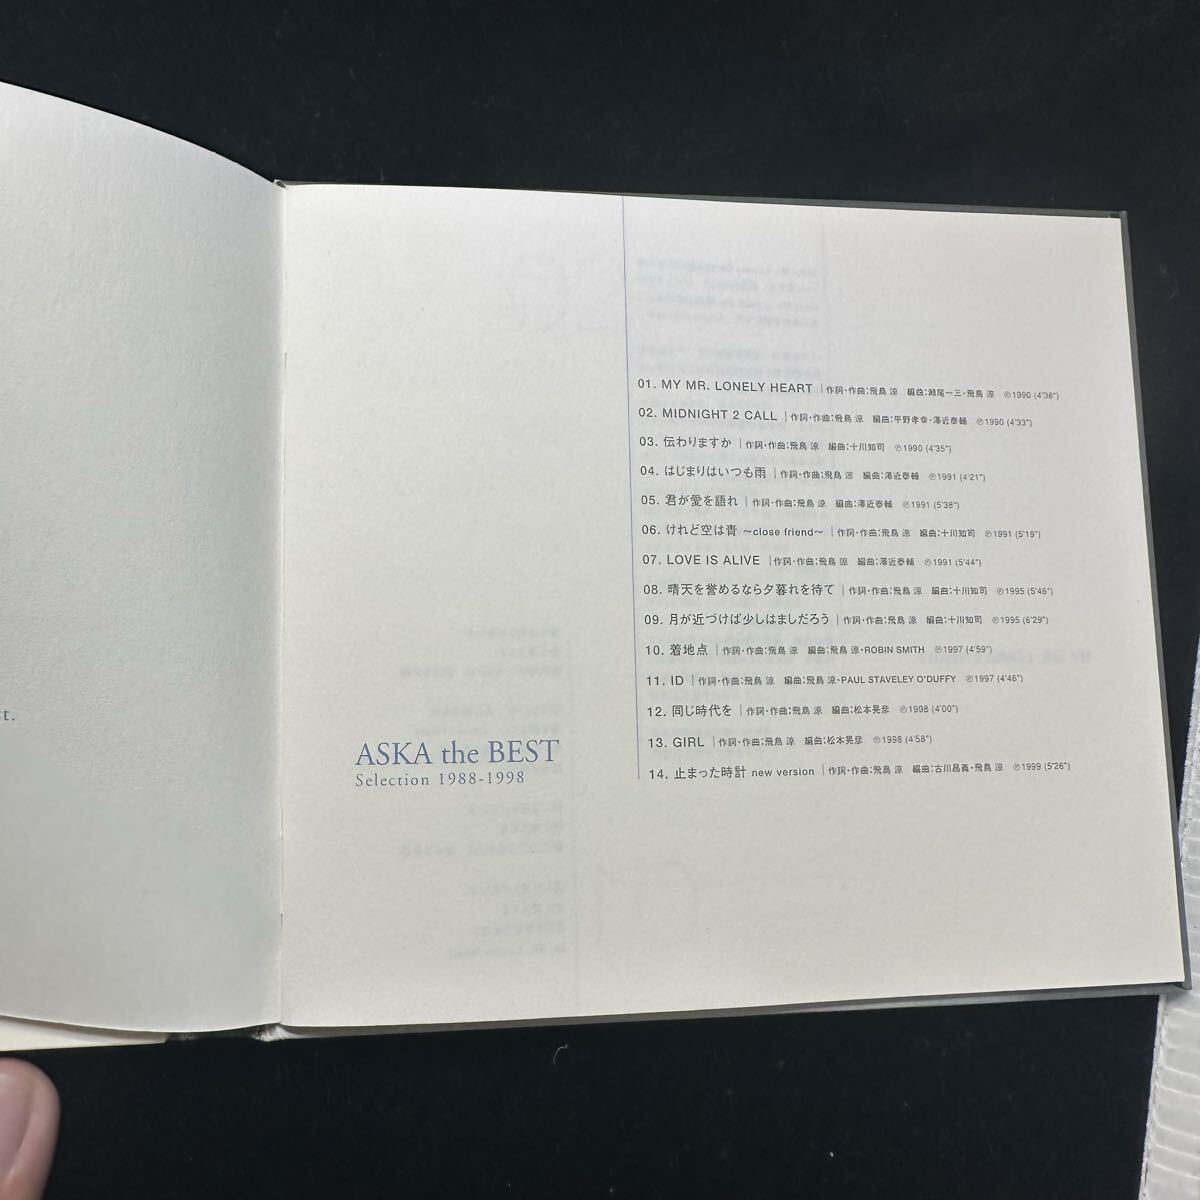 ct.
01. MY MR. LONELY HEART | 作詞・作曲:飛鳥 涼 編曲:瀬尾一三・飛鳥 涼 ℗1990 (4'38")
02. MIDNIGHT 2 CALL | 作詞・作曲:飛鳥 涼 編曲:平野孝幸・澤近泰輔 ℗1990 (4'33")
03. 伝わりますか | 作詞・作曲:飛鳥 涼 編曲:十川知司 ℗1990 (4'35")
04. はじまりはいつも雨 | 作詞・作曲:飛鳥 涼 編曲:澤近泰輔 ℗1991 (4'21")
05. 君が愛を語れ | 作詞・作曲:飛鳥 涼 編曲:澤近泰輔 ℗1991 (5'38")
06. けれど空は青 ～close friend～ | 作詞・作曲:飛鳥 涼 編曲:十川知司 ℗1991 (5'19")
07. LOVE IS ALIVE | 作詞・作曲:飛鳥 涼 編曲:澤近泰輔 ℗1991 (5'44")
08. 晴天を誉めるなら夕暮れを待て | 作詞・作曲:飛鳥 涼 編曲:十川知司 ℗1995 (5'46")
09. 月が近づけば少しはましだろう | 作詞・作曲:飛鳥 涼 編曲:十川知司 ℗1995 (6'29")
10. 着地点 | 作詞・作曲:飛鳥 涼 編曲:飛鳥 涼・ROBIN SMITH ℗1997 (4'59")
11. ID | 作詞・作曲:飛鳥 涼 編曲:飛鳥 涼・PAUL STAVELEY O'DUFFY ℗1997 (4'46")
12. 同じ時代を | 作詞・作曲:飛鳥 涼 編曲:松本晃彦 ℗1998 (4'00")
13. GIRL | 作詞・作曲:飛鳥 涼 編曲:松本晃彦 ℗1998 (4'58")
14. 止まった時計 new version | 作詞・作曲:飛鳥 涼 編曲:古川昌義・飛鳥 涼 ℗1999 (5'26")
ASKA the BEST
Selection 1988-1998